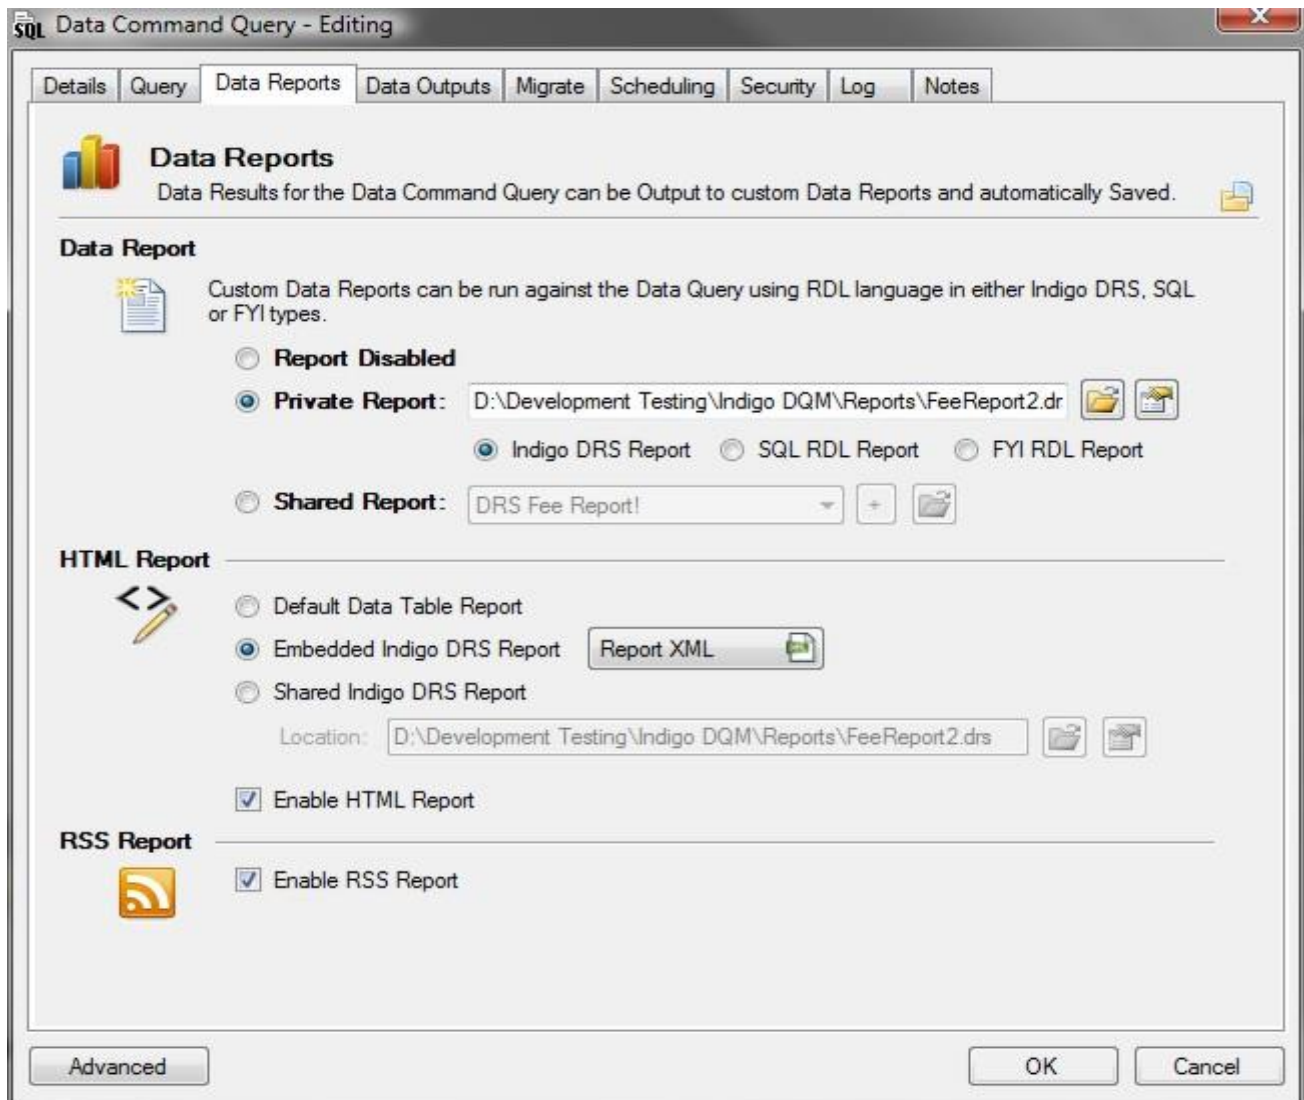 SQL Data Command Query - Editing
Details Query Data Reports Data Outputs Migrate Scheduling Security Log Notes
Data Reports
Data Results for the Data Command Query can be Output to custom Data Reports and automatically Saved.
Data Report
Custom Data Reports can be run against the Data Query using RDL language in either Indigo DRS, SQL
or FYI types.
Report Disabled
Private Report: D:\Development Testing\Indigo DQM\Reports\FeeReport2.dr
Indigo DRS Report SQL RDL Report FYI RDL Report
Shared Report: DRS Fee Report! +
HTML Report
Default Data Table Report
Embedded Indigo DRS Report Report XML
Shared Indigo DRS Report
Location: D:\Development Testing\Indigo DQM\Reports\FeeReport2.drs
Enable HTML Report
RSS Report
Enable RSS Report
Advanced OK Cancel